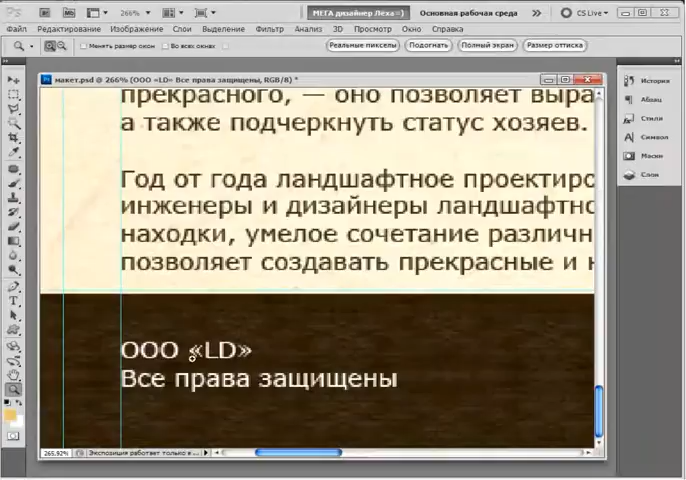 Ps 266% МЕГА дизайнер Лёха=) Основная рабочая среда CS Live
Файл Редактирование Изображение Слои Выделение Фильтр Анализ 3D Просмотр Окно Справка
Менять размер окон Во всех окнах Реальные пикселы Подогнать Полный экран Размер оттиска
макет.psd @ 266% (ООО «LD» Все права защищены, RGB/8) *
прекрасного, — оно позволяет выра
а также подчеркнуть статус хозяев.
Год от года ландшафтное проектиро
инженеры и дизайнеры ландшафтно
находки, умелое сочетание различн
позволяет создавать прекрасные и н
ООО «LD»
Все права защищены
265,92% Экспозиция работает только в ...
История
Абзац
Стили
Символ
Маски
Слои